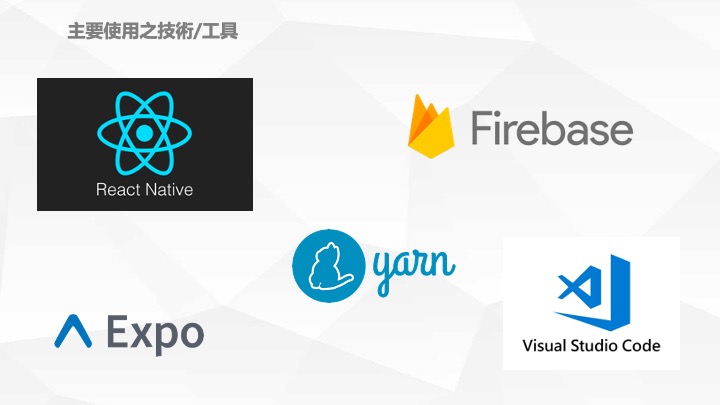 主要使用之技術/工具
React Native
Firebase
yarn
Expo
Visual Studio Code